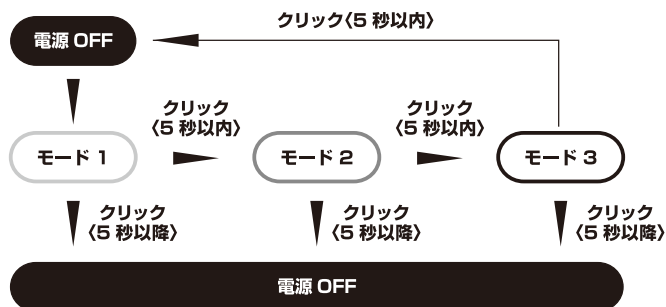 クリック〈5 秒以内〉
電源 OFF
クリック
〈5 秒以内〉
クリック
〈5 秒以内〉
モード 1
モード 2
モード 3
クリック
〈5 秒以降〉
クリック
〈5 秒以降〉
クリック
〈5 秒以降〉
電源 OFF